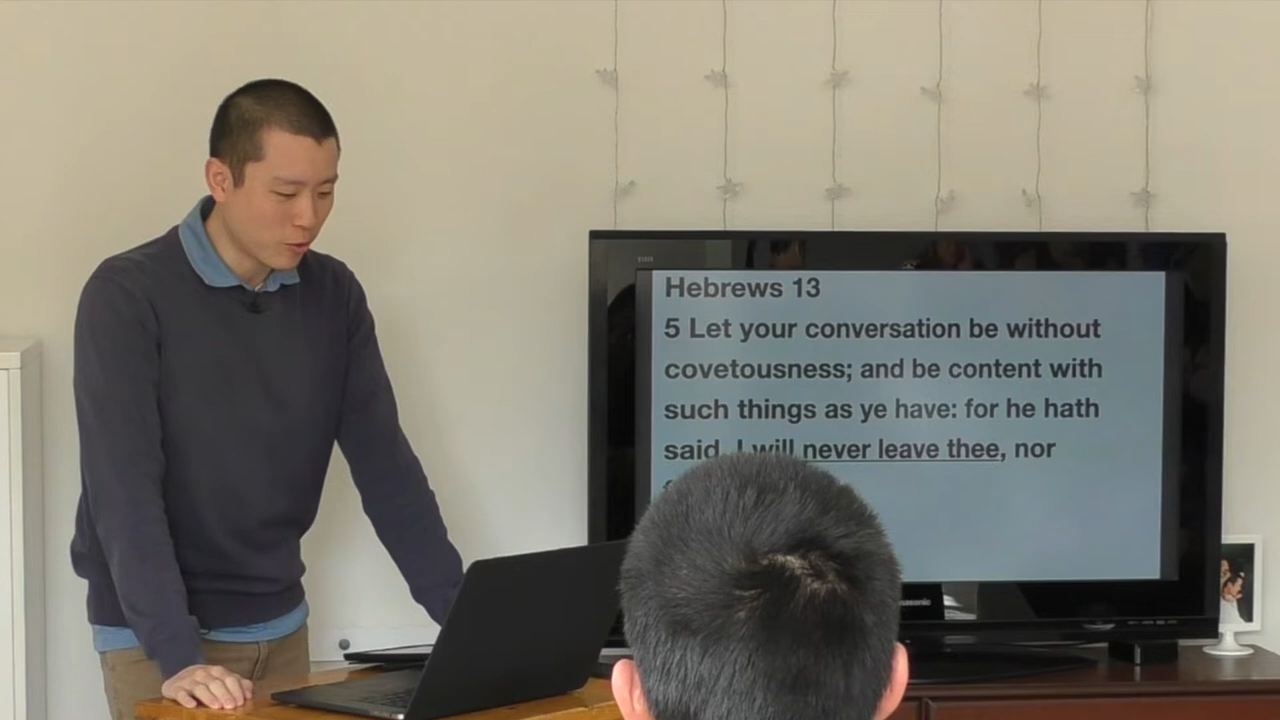 Hebrews 13
5 Let your conversation be without
covetousness; and be content with
such things as ye have: for he hath
said, I will never leave thee, nor